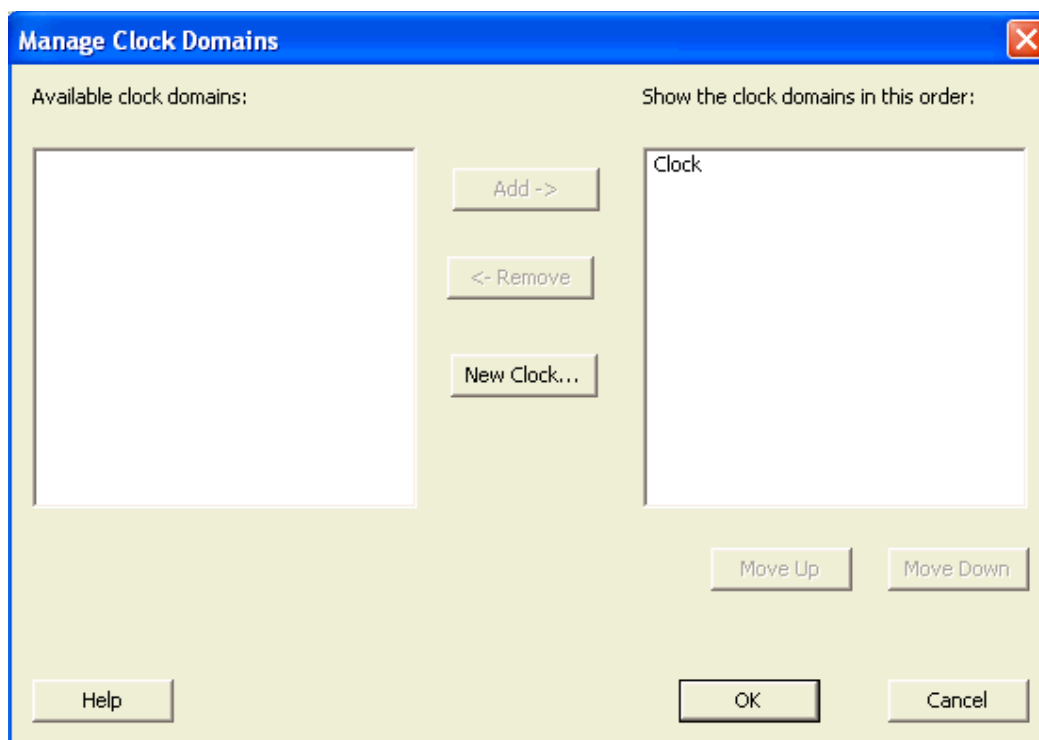 Manage Clock Domains
Available clock domains:
Show the clock domains in this order:
Clock
Add ->
<- Remove
New Clock...
Move Up
Move Down
Help
OK
Cancel